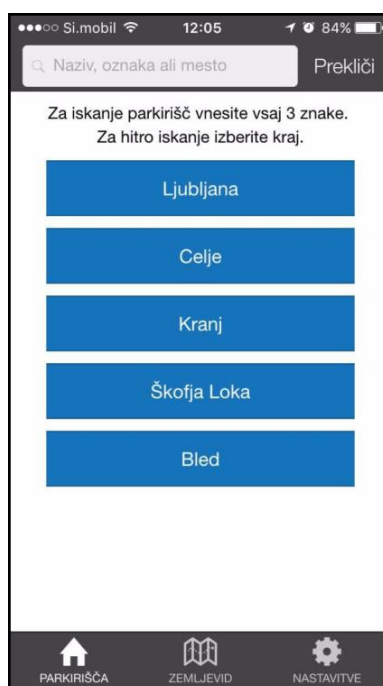 Si.mobil 12:05 84%
Naziv, oznaka ali mesto Prekliči
Za iskanje parkirišč vnesite vsaj 3 znake.
Za hitro iskanje izberite kraj.
Ljubljana
Celje
Kranj
Škofja Loka
Bled
PARKIRIŠČA ZEMLJEVID NASTAVITVE